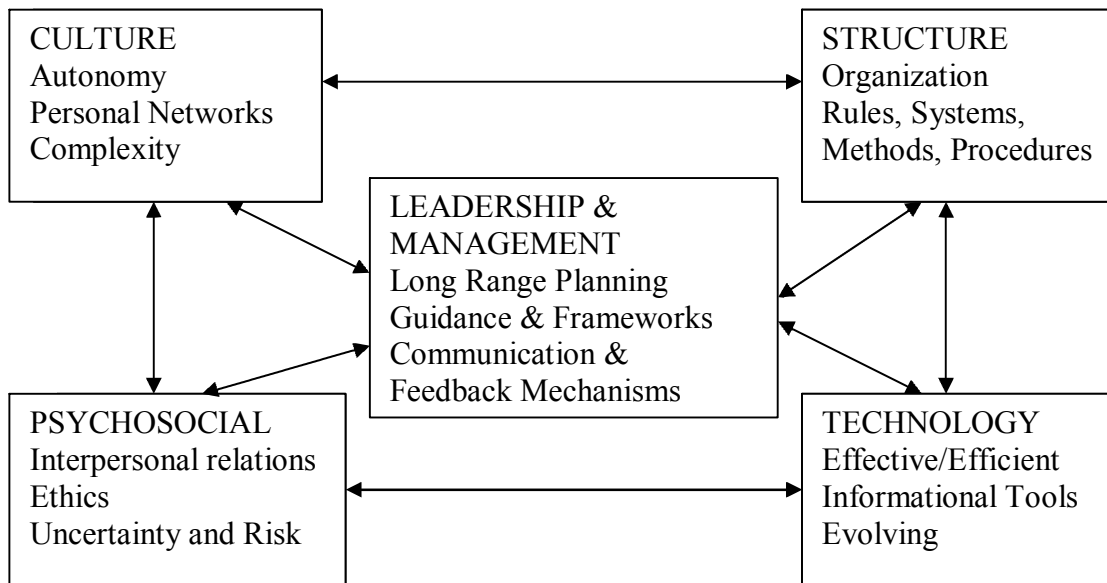 CULTURE
Autonomy
Personal Networks
Complexity
STRUCTURE
Organization
Rules, Systems,
Methods, Procedures
LEADERSHIP &
MANAGEMENT
Long Range Planning
Guidance & Frameworks
Communication &
Feedback Mechanisms
PSYCHOSOCIAL
Interpersonal relations
Ethics
Uncertainty and Risk
TECHNOLOGY
Effective/Efficient
Informational Tools
Evolving